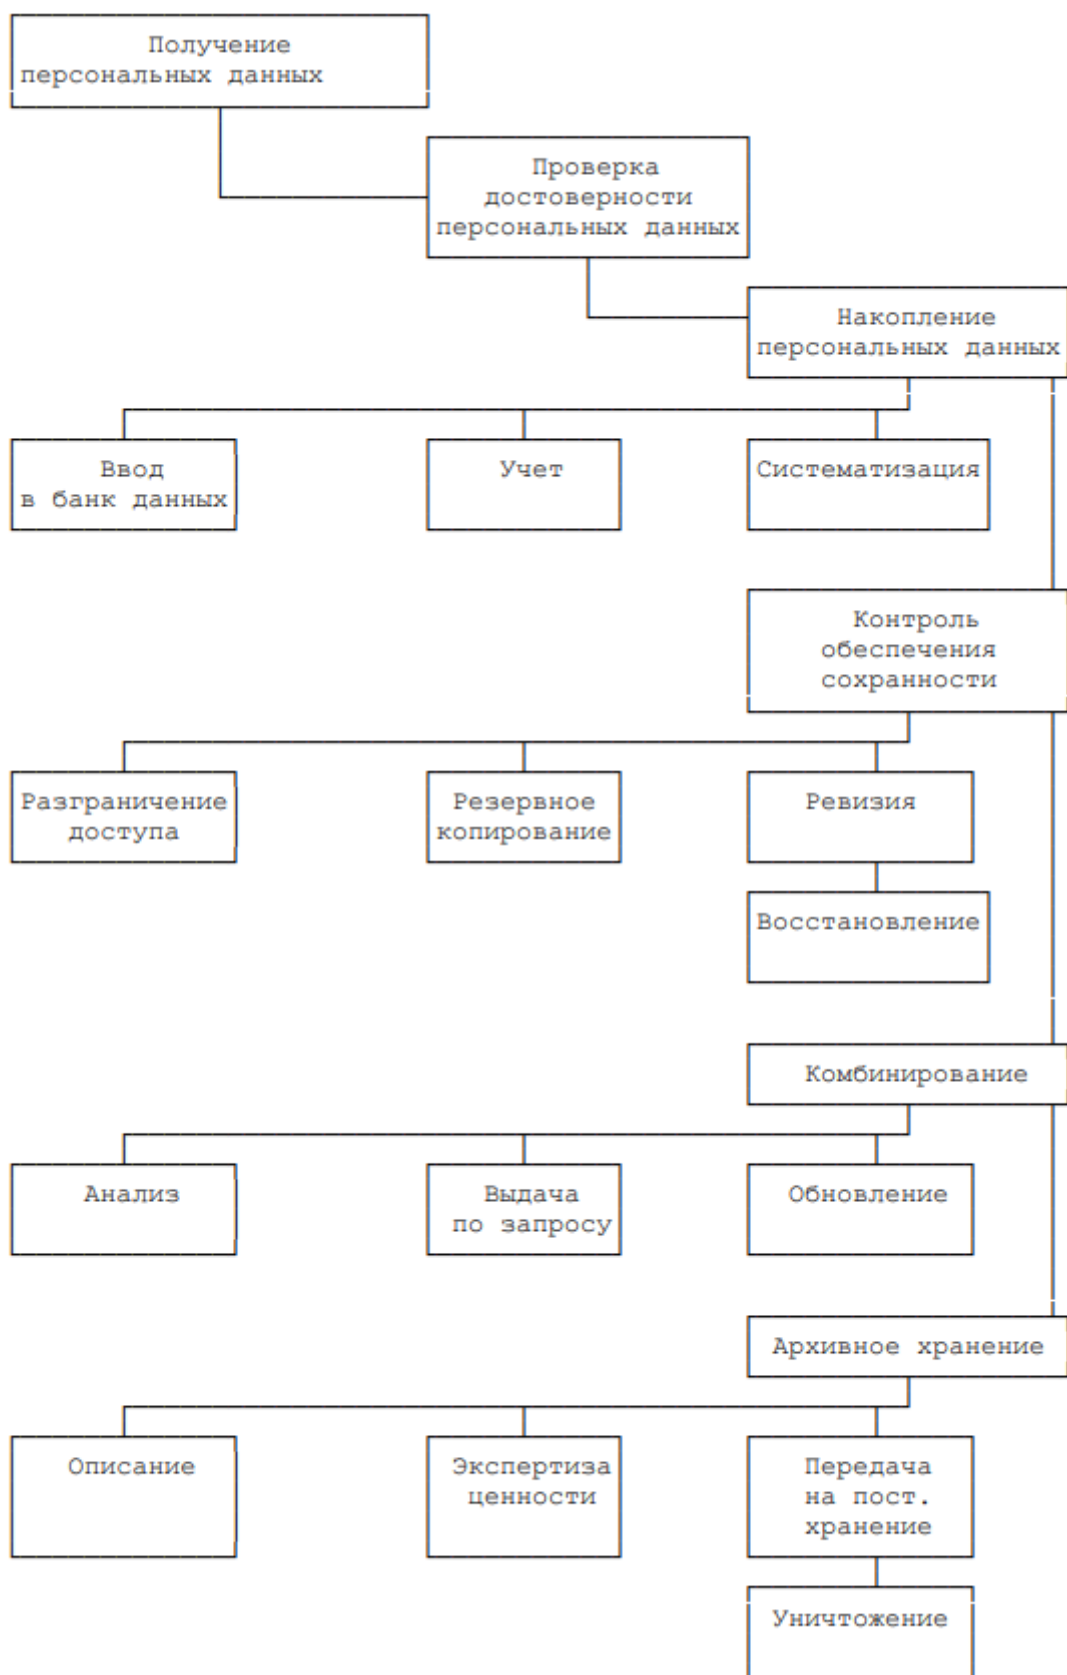 Получение
персональных данных
Проверка
достоверности
персональных данных
Накопление
персональных данных
Ввод
в банк данных
Учет
Систематизация
Контроль
обеспечения
сохранности
Разграничение
доступа
Резервное
копирование
Ревизия
Восстановление
Комбинирование
Анализ
Выдача
по запросу
Обновление
Архивное хранение
Описание
Экспертиза
ценности
Передача
на пост.
хранение
Уничтожение